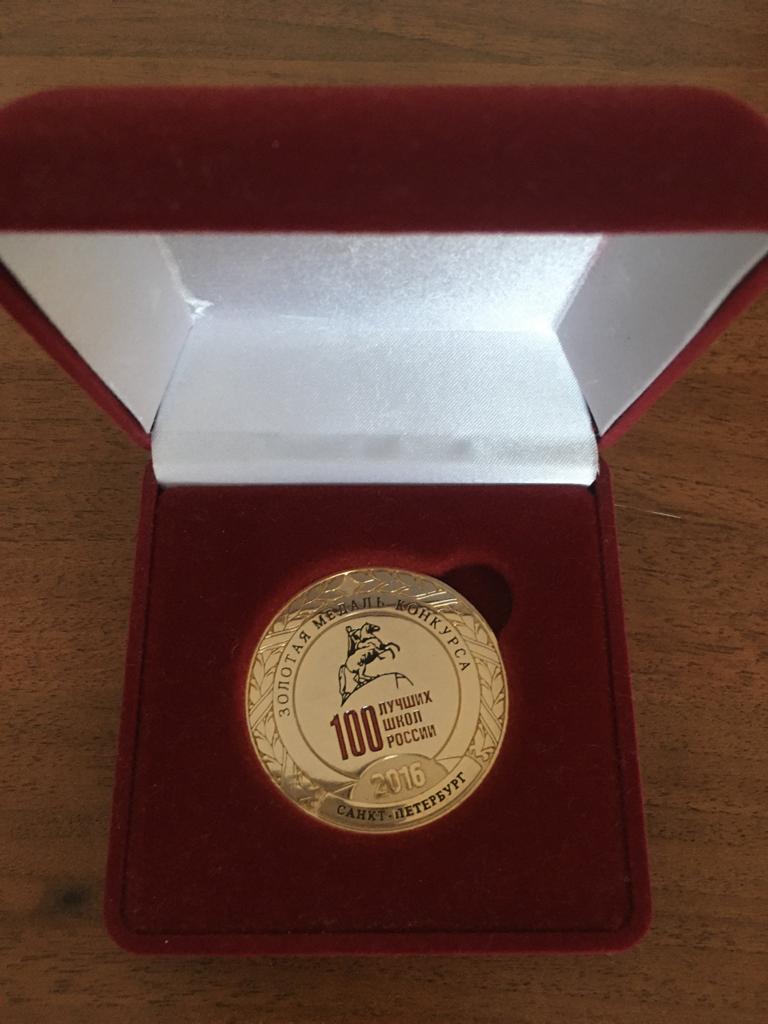 ЗОЛОТАЯ МЕДАЛЬ КОНКУРСА
100 ЛУЧШИХ
ШКОЛ
РОССИИ
2016
САНКТ-ПЕТЕРБУРГ